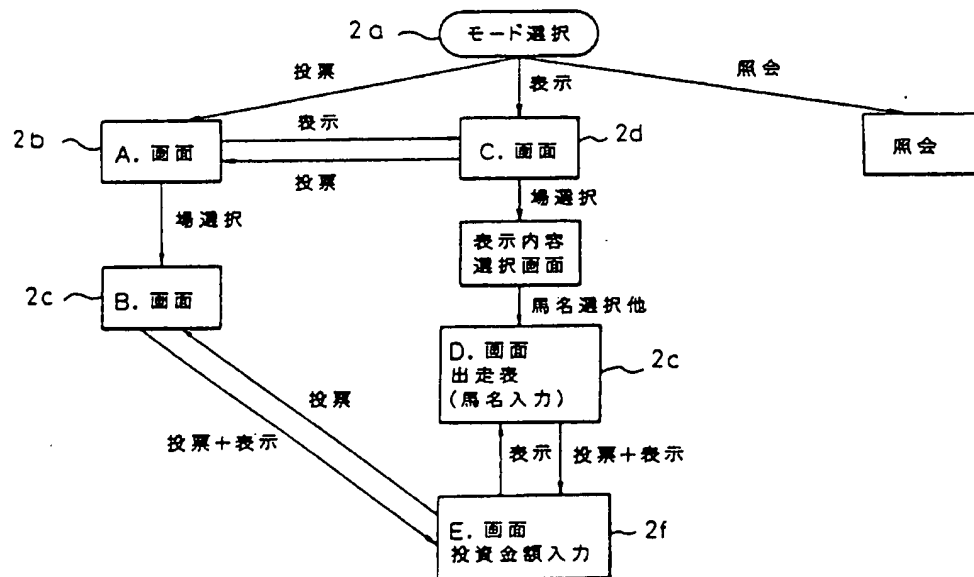 2a
モード選択
投票
表示
照会
2b
A. 画面
表示
投票
C. 画面
2d
照会
場選択
場選択
表示内容
選択画面
2c
B. 画面
馬名選択他
D. 画面
出走表
(馬名入力)
2c
投票
投票+表示
表示
投票+表示
E. 画面
投資金額入力
2f